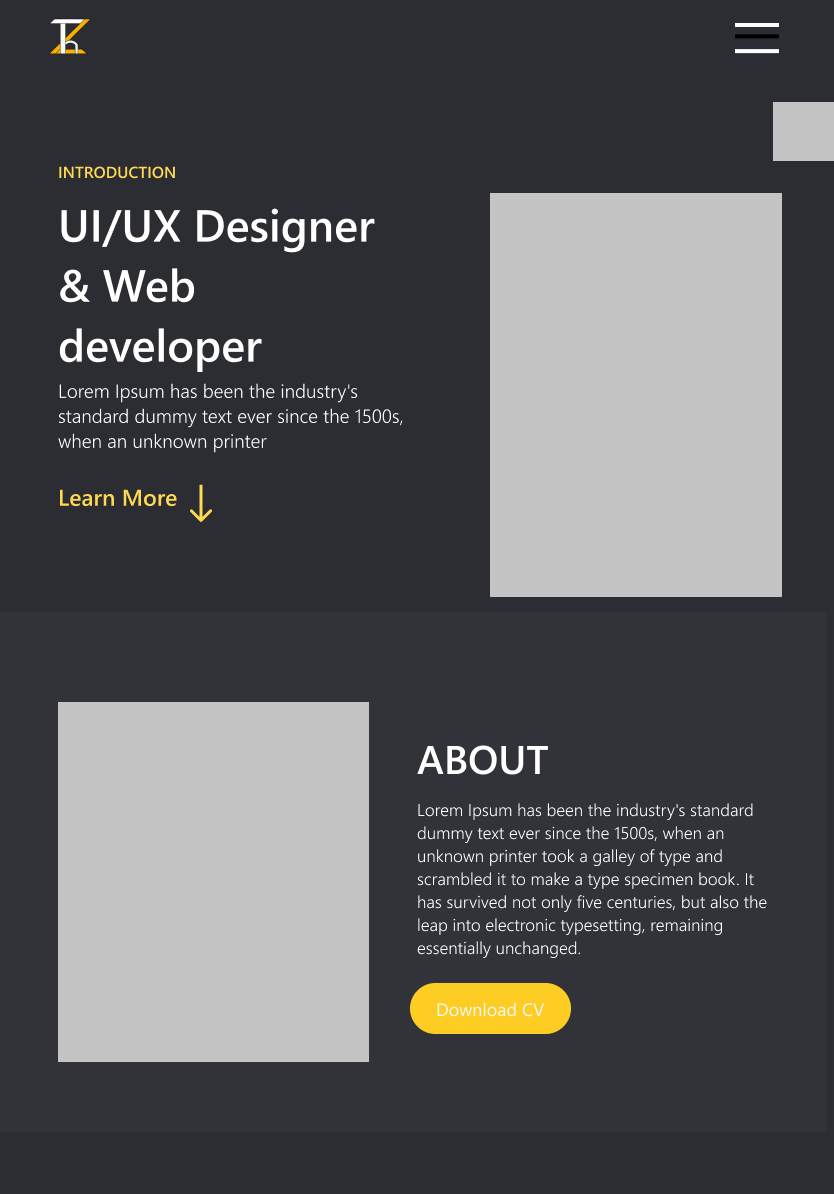 INTRODUCTION
UI/UX Designer
& Web
developer
Lorem Ipsum has been the industry's
standard dummy text ever since the 1500s,
when an unknown printer
Learn More
ABOUT
Lorem Ipsum has been the industry's standard
dummy text ever since the 1500s, when an
unknown printer took a galley of type and
scrambled it to make a type specimen book. It
has survived not only five centuries, but also the
leap into electronic typesetting, remaining
essentially unchanged.
Download CV